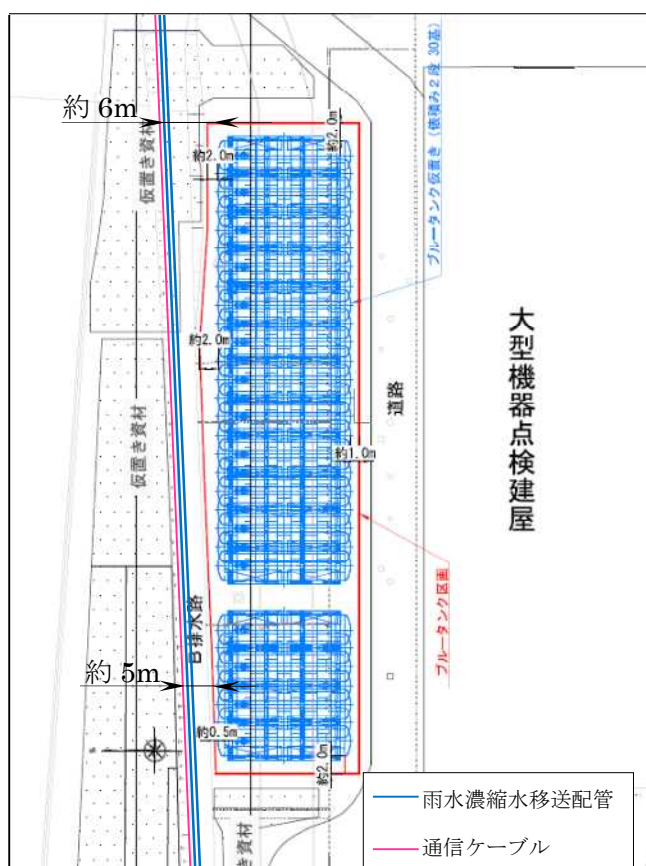 約 6m
仮置き資材
約2.0m
約2.0m
ブルータンク仮置き（俵積み2段 30基）
約2.0m
大型機器点検建屋
道路
仮置き資材
約1.0m
ブルータンク区画
B排水路
約 5m
約0.5m
約2.0m
仮置き資材
雨水濃縮水移送配管
通信ケーブル